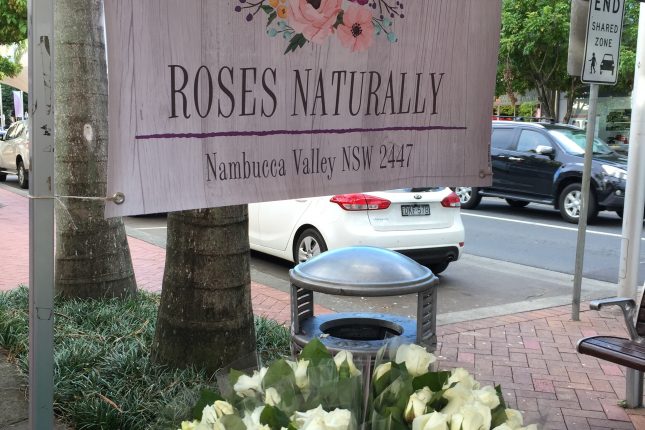 ROSES NATURALLY
Nambucca Valley NSW 2447
END
SHARED
ZONE